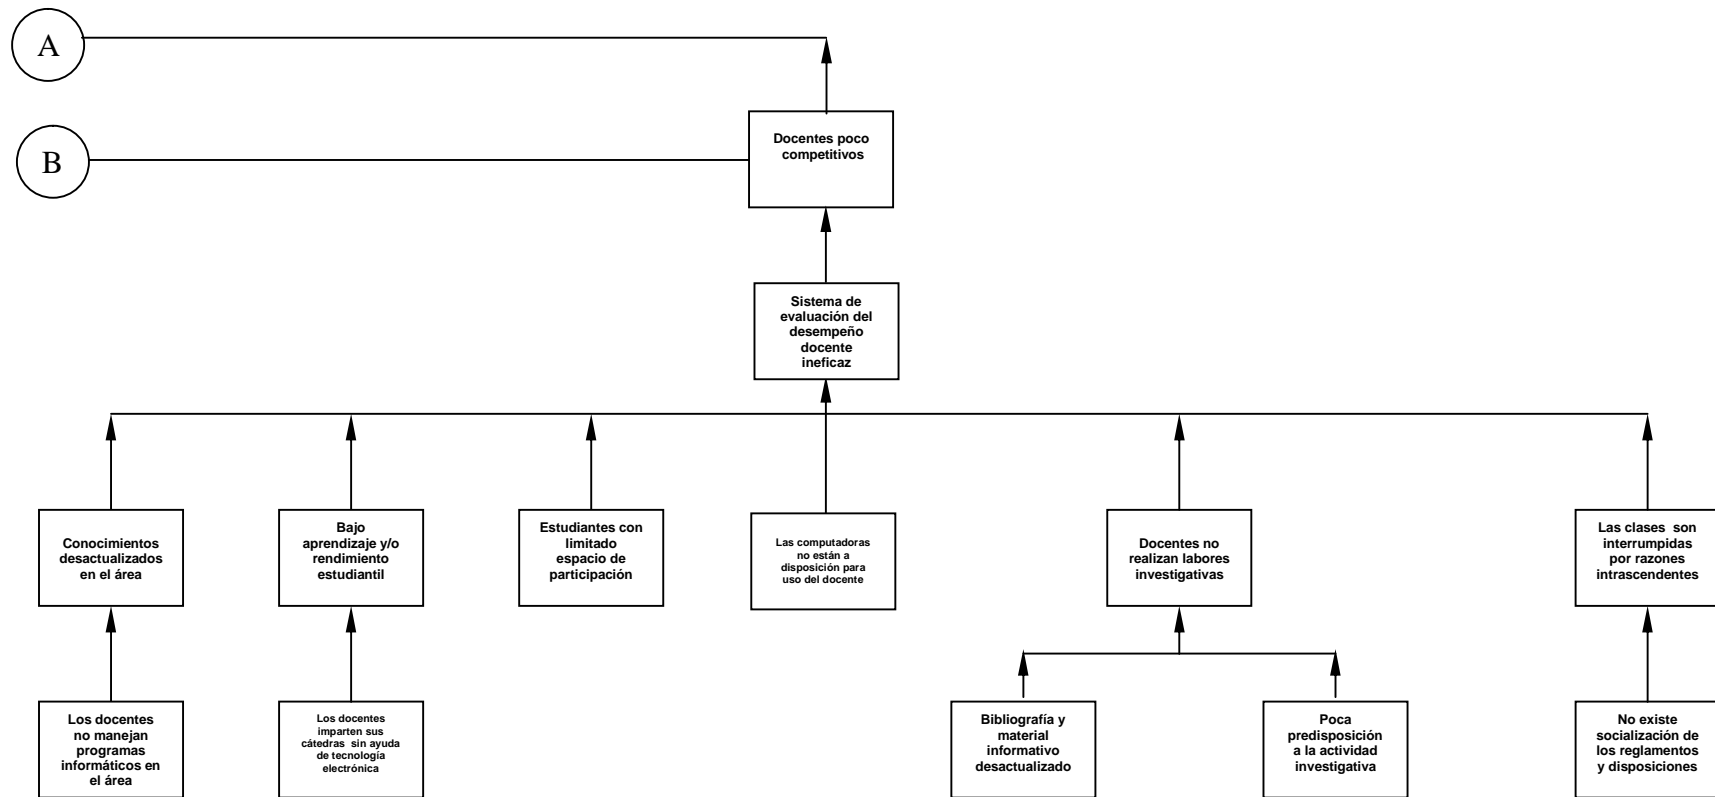 A
B
Docentes poco
competitivos
Sistema de
evaluación del
desempeño
docente
ineficaz
Conocimientos
desactualizados
en el área
Bajo
aprendizaje y/o
rendimiento
estudiantil
Estudiantes con
limitado
espacio de
participación
Las computadoras
no están a
disposición para
uso del docente
Docentes no
realizan labores
investigativas
Las clases son
interrumpidas
por razones
intrascendentes
Los docentes
no manejan
programas
informáticos en
el área
Los docentes
imparten sus
cátedras sin ayuda
de tecnología
electrónica
Bibliografía y
material
informativo
desactualizado
Poca
predisposición
a la actividad
investigativa
No existe
socialización de
los reglamentos
y disposiciones